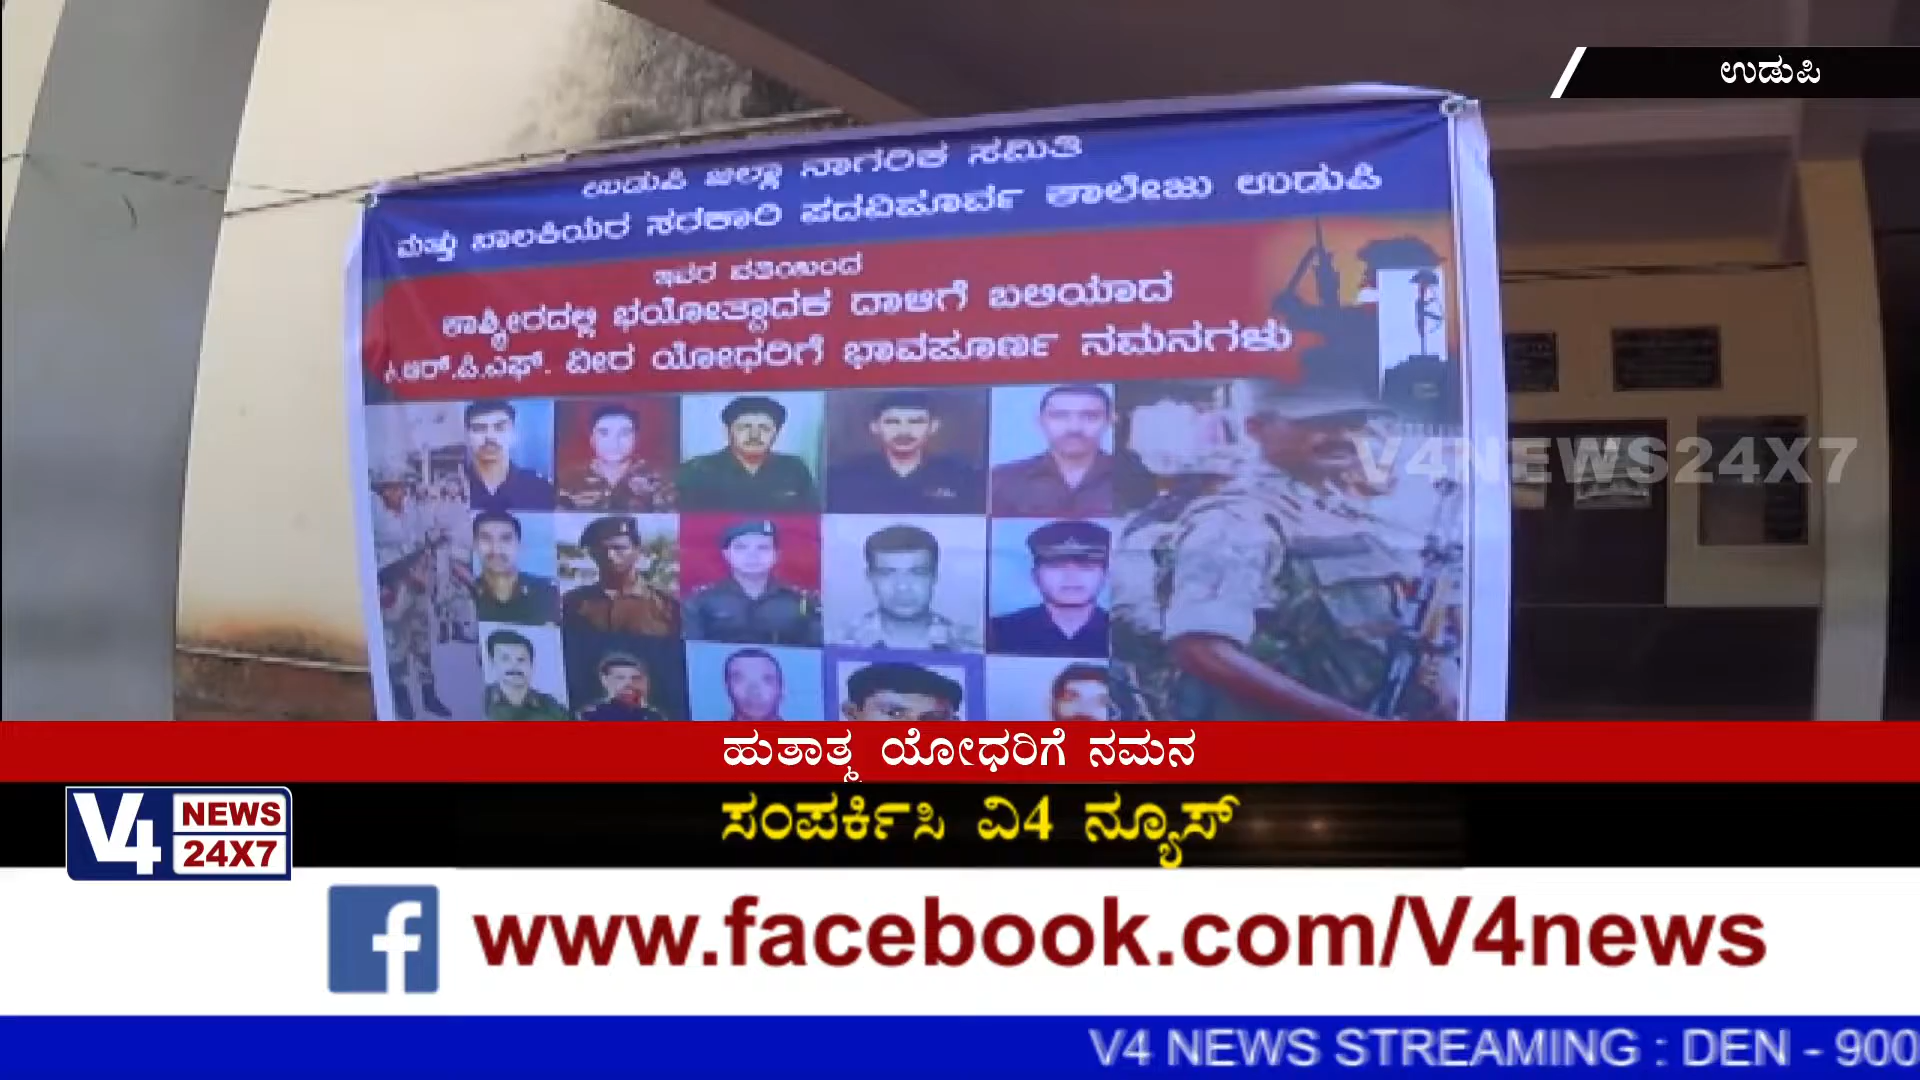 ಉಡುಪಿ
ಉಡುಪಿ ಜಿಲ್ಲಾ ನಾಗರಿಕ ಸಮಿತಿ
ಮತ್ತು ಬಾಲಕಿಯರ ಸರಕಾರಿ ಪದವಿಪೂರ್ವ ಕಾಲೇಜು ಉಡುಪಿ
ಇವರ ವತಿಯಿಂದ
ಕಾಶ್ಮೀರದಲ್ಲಿ ಭಯೋತ್ಪಾದಕ ದಾಳಿಗೆ ಬಲಿಯಾದ
ಸಿ.ಆರ್.ಪಿ.ಎಫ್. ವೀರ ಯೋಧರಿಗೆ ಭಾವಪೂರ್ಣ ನಮನಗಳು
V4NEWS24X7
ಹುತಾತ್ಮ ಯೋಧರಿಗೆ ನಮನ
V4 NEWS 24X7
ಸಂಪರ್ಕಿಸಿ ವಿ4 ನ್ಯೂಸ್
www.facebook.com/V4news
V4 NEWS STREAMING : DEN - 900